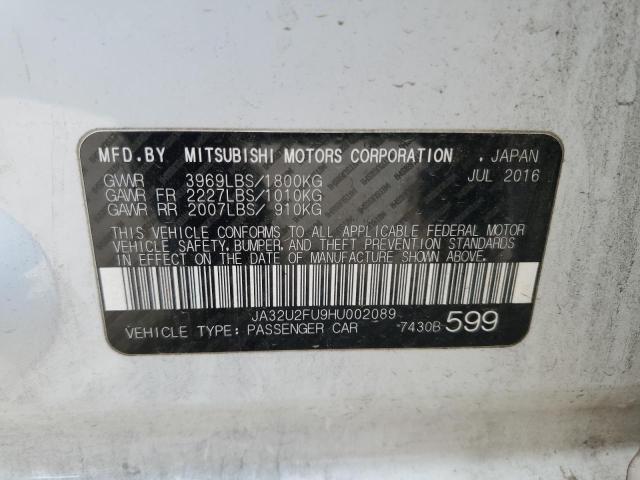 MFD.BY MITSUBISHI MOTORS CORPORATION , JAPAN
GVWR 3969LBS/1800KG JUL 2016
GAWR FR 2227LBS/1010KG
GAWR RR 2007LBS/ 910KG
THIS VEHICLE CONFORMS TO ALL APPLICABLE FEDERAL MOTOR
VEHICLE SAFETY, BUMPER, AND THEFT PREVENTION STANDARDS
IN EFFECT ON THE DATE OF MANUFACTURE SHOWN ABOVE.
JA32U2FU9HU002089
VEHICLE TYPE: PASSENGER CAR 7430B 599